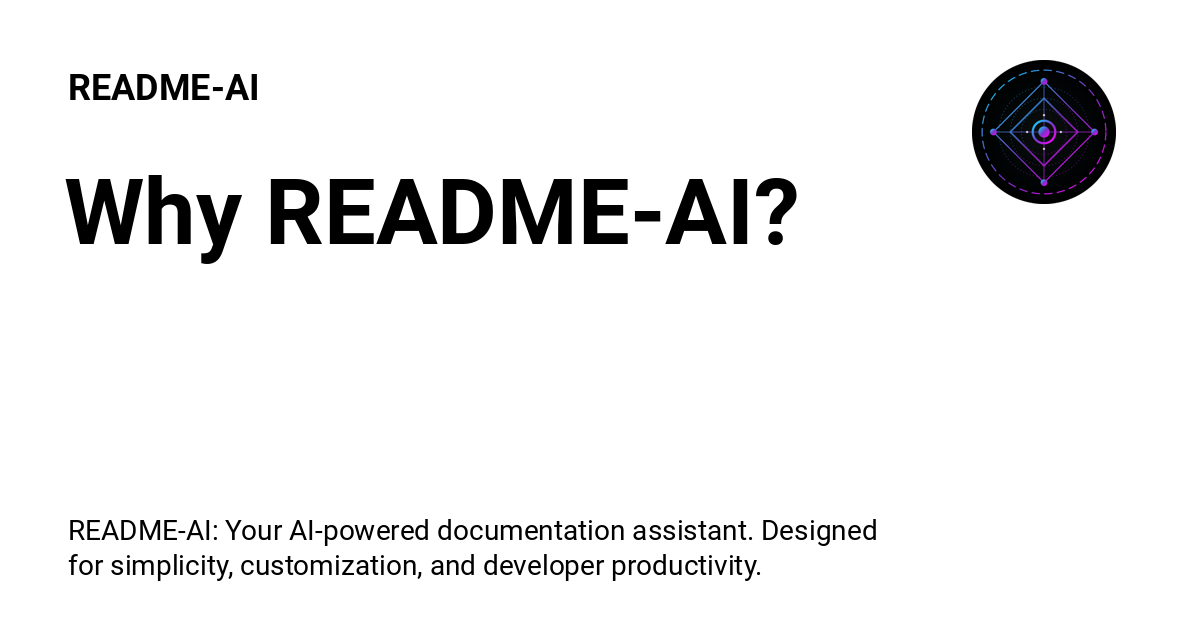 README-AI
Why README-AI?
README-AI: Your AI-powered documentation assistant. Designed
for simplicity, customization, and developer productivity.